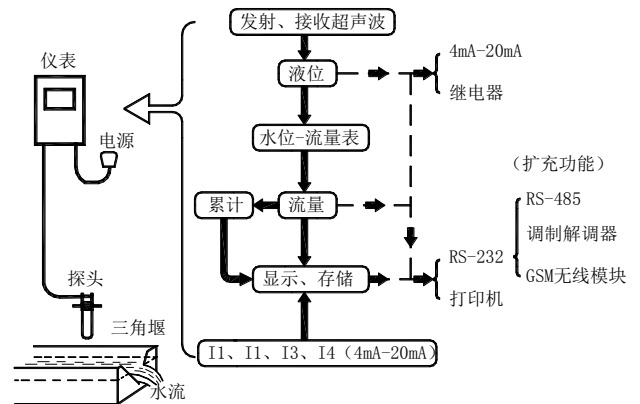 发射、接收超声波
仪表
液位
4mA-20mA
继电器
电源
水位-流量表
(扩充功能)
累计
流量
RS-485
调制解调器
GSM无线模块
探头
显示、存储
RS-232
打印机
三角堰
I1、I1、I3、I4(4mA-20mA)
水流